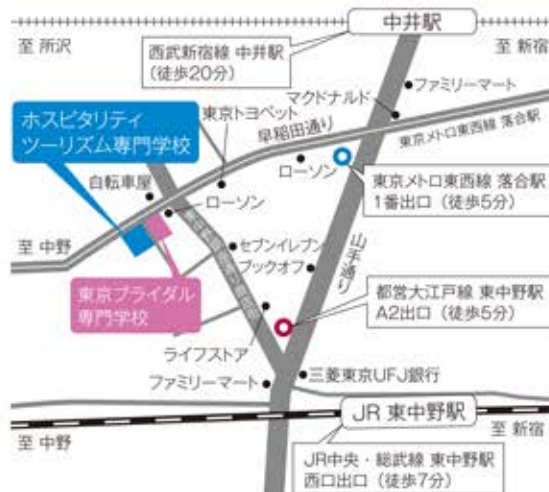 中井駅
至 所沢
至 新宿
西武新宿線 中井駅
（徒歩20分）
ファミリーマート
マクドナルド
東京トヨペット
早稲田通り
東京メトロ東西線 落合駅
ホスピタリティ
ツーリズム専門学校
ローソン
自転車屋
東京メトロ東西線 落合駅
1番出口（徒歩5分）
ローソン
至 中野
セブンイレブン
ブックオフ
山手通り
東京ブライダル
専門学校
都営大江戸線 東中野駅
A2出口（徒歩5分）
ライフストア
ファミリーマート
三菱東京UFJ銀行
JR 東中野駅
至 中野
至 新宿
JR中央・総武線 東中野駅
西口出口（徒歩7分）